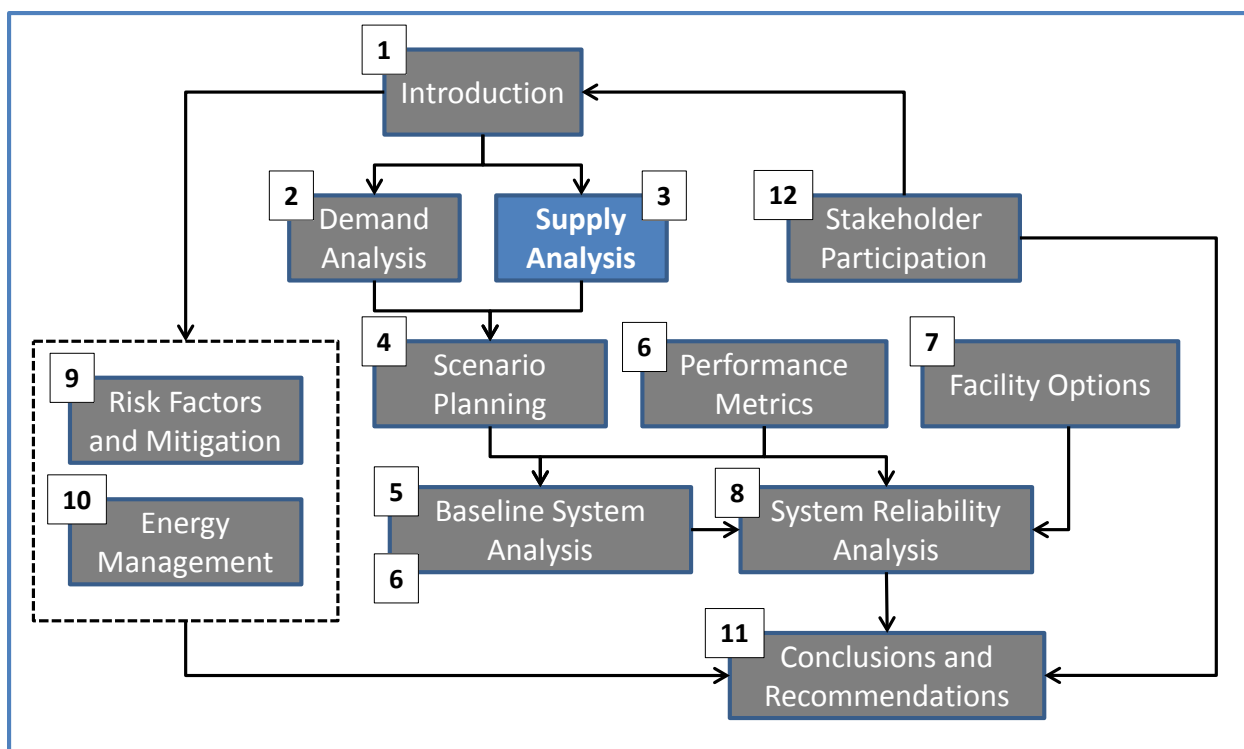 1
Introduction
2
Demand
Analysis
3
Supply
Analysis
12
Stakeholder
Participation
4
Scenario
Planning
6
Performance
Metrics
7
Facility Options
9
Risk Factors
and Mitigation
10
Energy
Management
5
Baseline System
Analysis
6
8
System Reliability
Analysis
11
Conclusions and
Recommendations